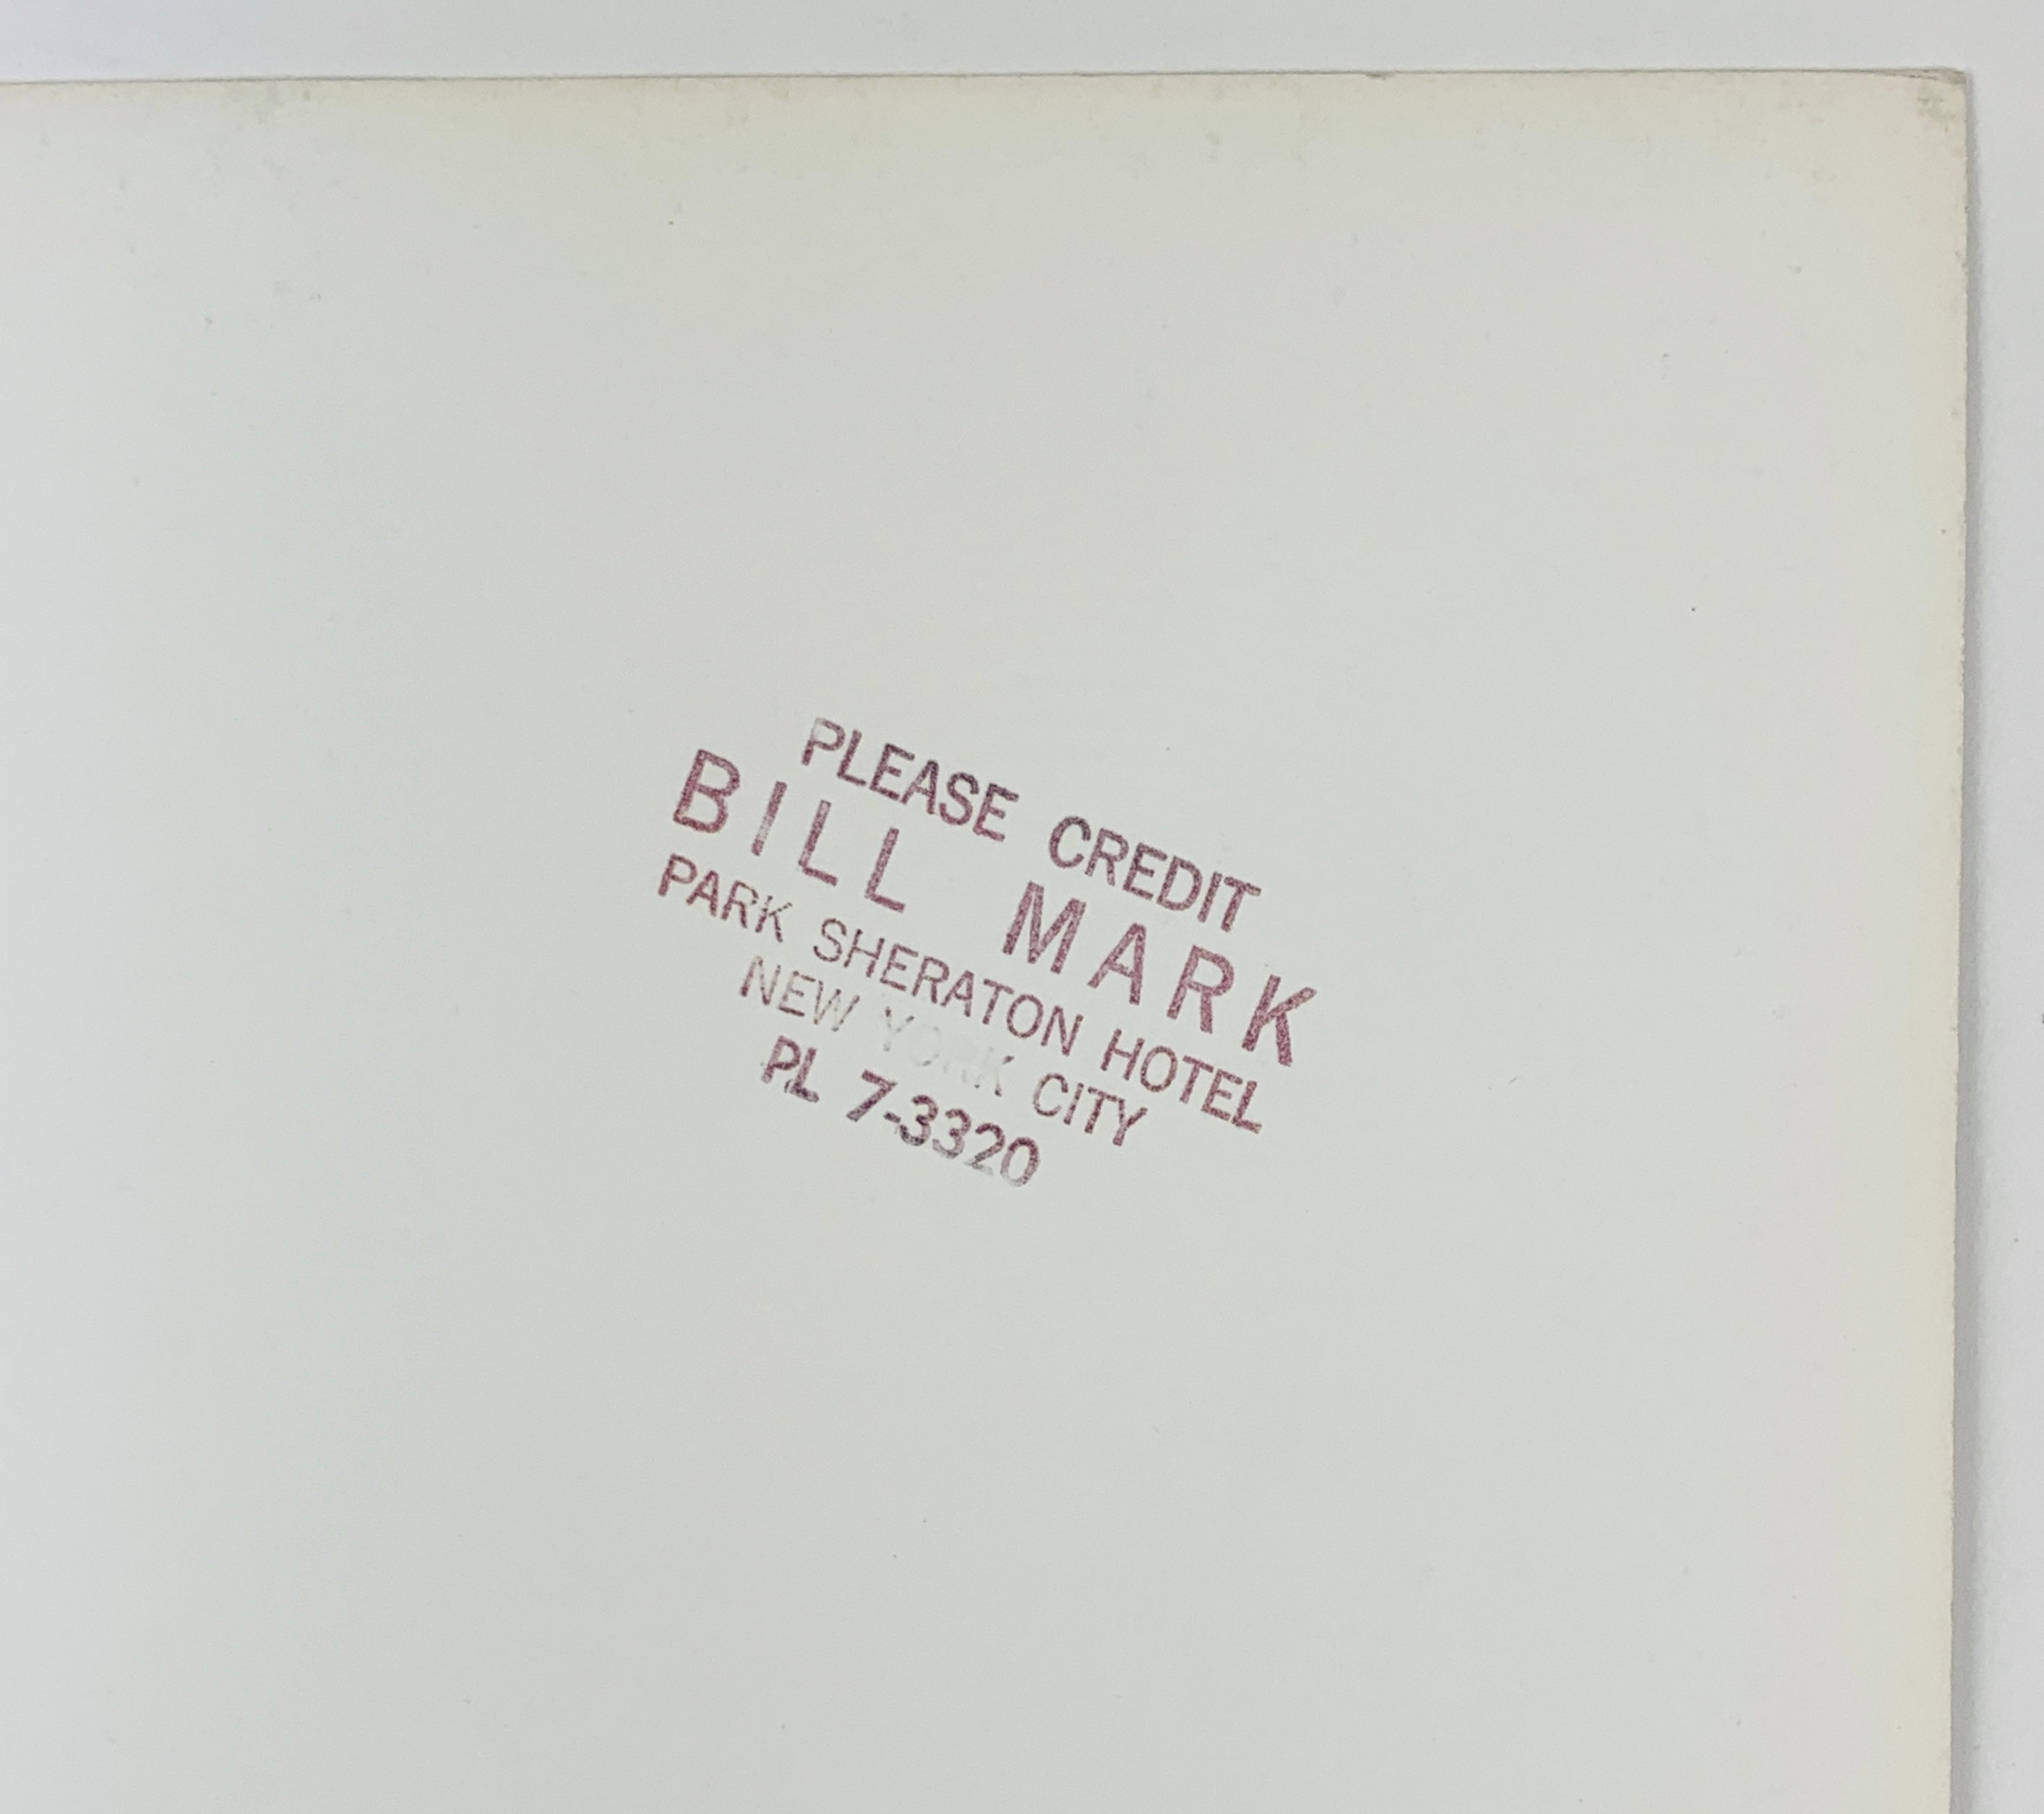 PLEASE CREDIT
BILL MARK
PARK SHERATON HOTEL
NEW YORK CITY
PL 7-3320